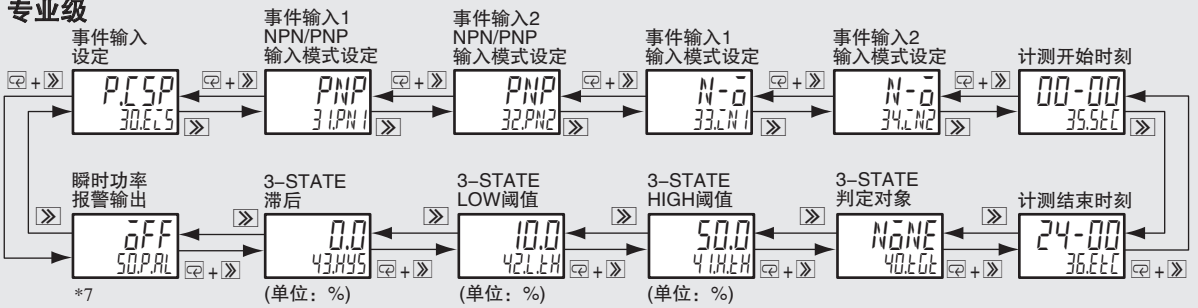 专业级
事件输入
设定
事件输入1
NPN/PNP
输入模式设定
事件输入2
NPN/PNP
输入模式设定
事件输入1
输入模式设定
事件输入2
输入模式设定
计测开始时刻
P.CSP
30.ECS
PNP
31.PN1
PNP
32.PN2
N-o
33.IN1
N-o
34.IN2
00-00
35.StC
瞬时功率
报警输出
3–STATE
滞后
3–STATE
LOW阈值
3–STATE
HIGH阈值
3–STATE
判定对象
计测结束时刻
oFF
50.P.AL
0.0
43.HYS
10.0
42.L.tH
50.0
41.H.tH
NoNE
40.tGt
24-00
36.EtC
*7
(单位：%)
(单位：%)
(单位：%)